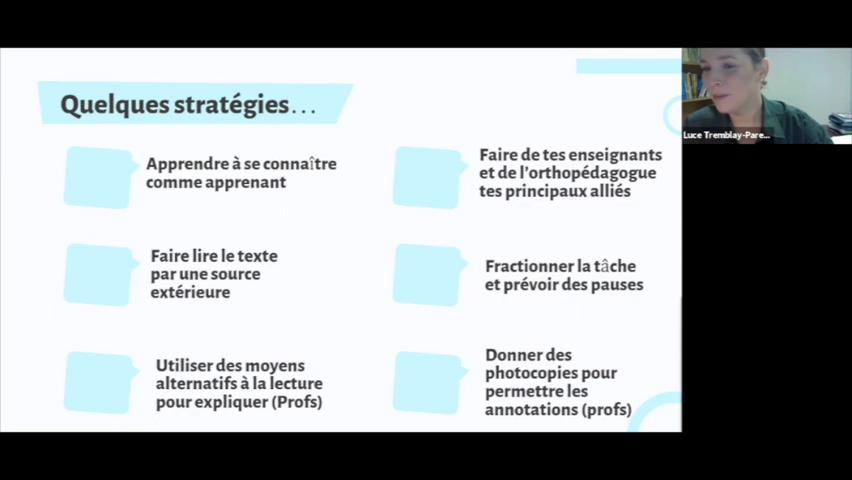 Quelques stratégies...
Apprendre à se connaître
comme apprenant
Faire de tes enseignants
et de l'orthopédagogue
tes principaux alliés
Faire lire le texte
par une source
extérieure
Fractionner la tâche
et prévoir des pauses
Utiliser des moyens
alternatifs à la lecture
pour expliquer (Profs)
Donner des
photocopies pour
permettre les
annotations (profs)
Luce Tremblay-Pare...